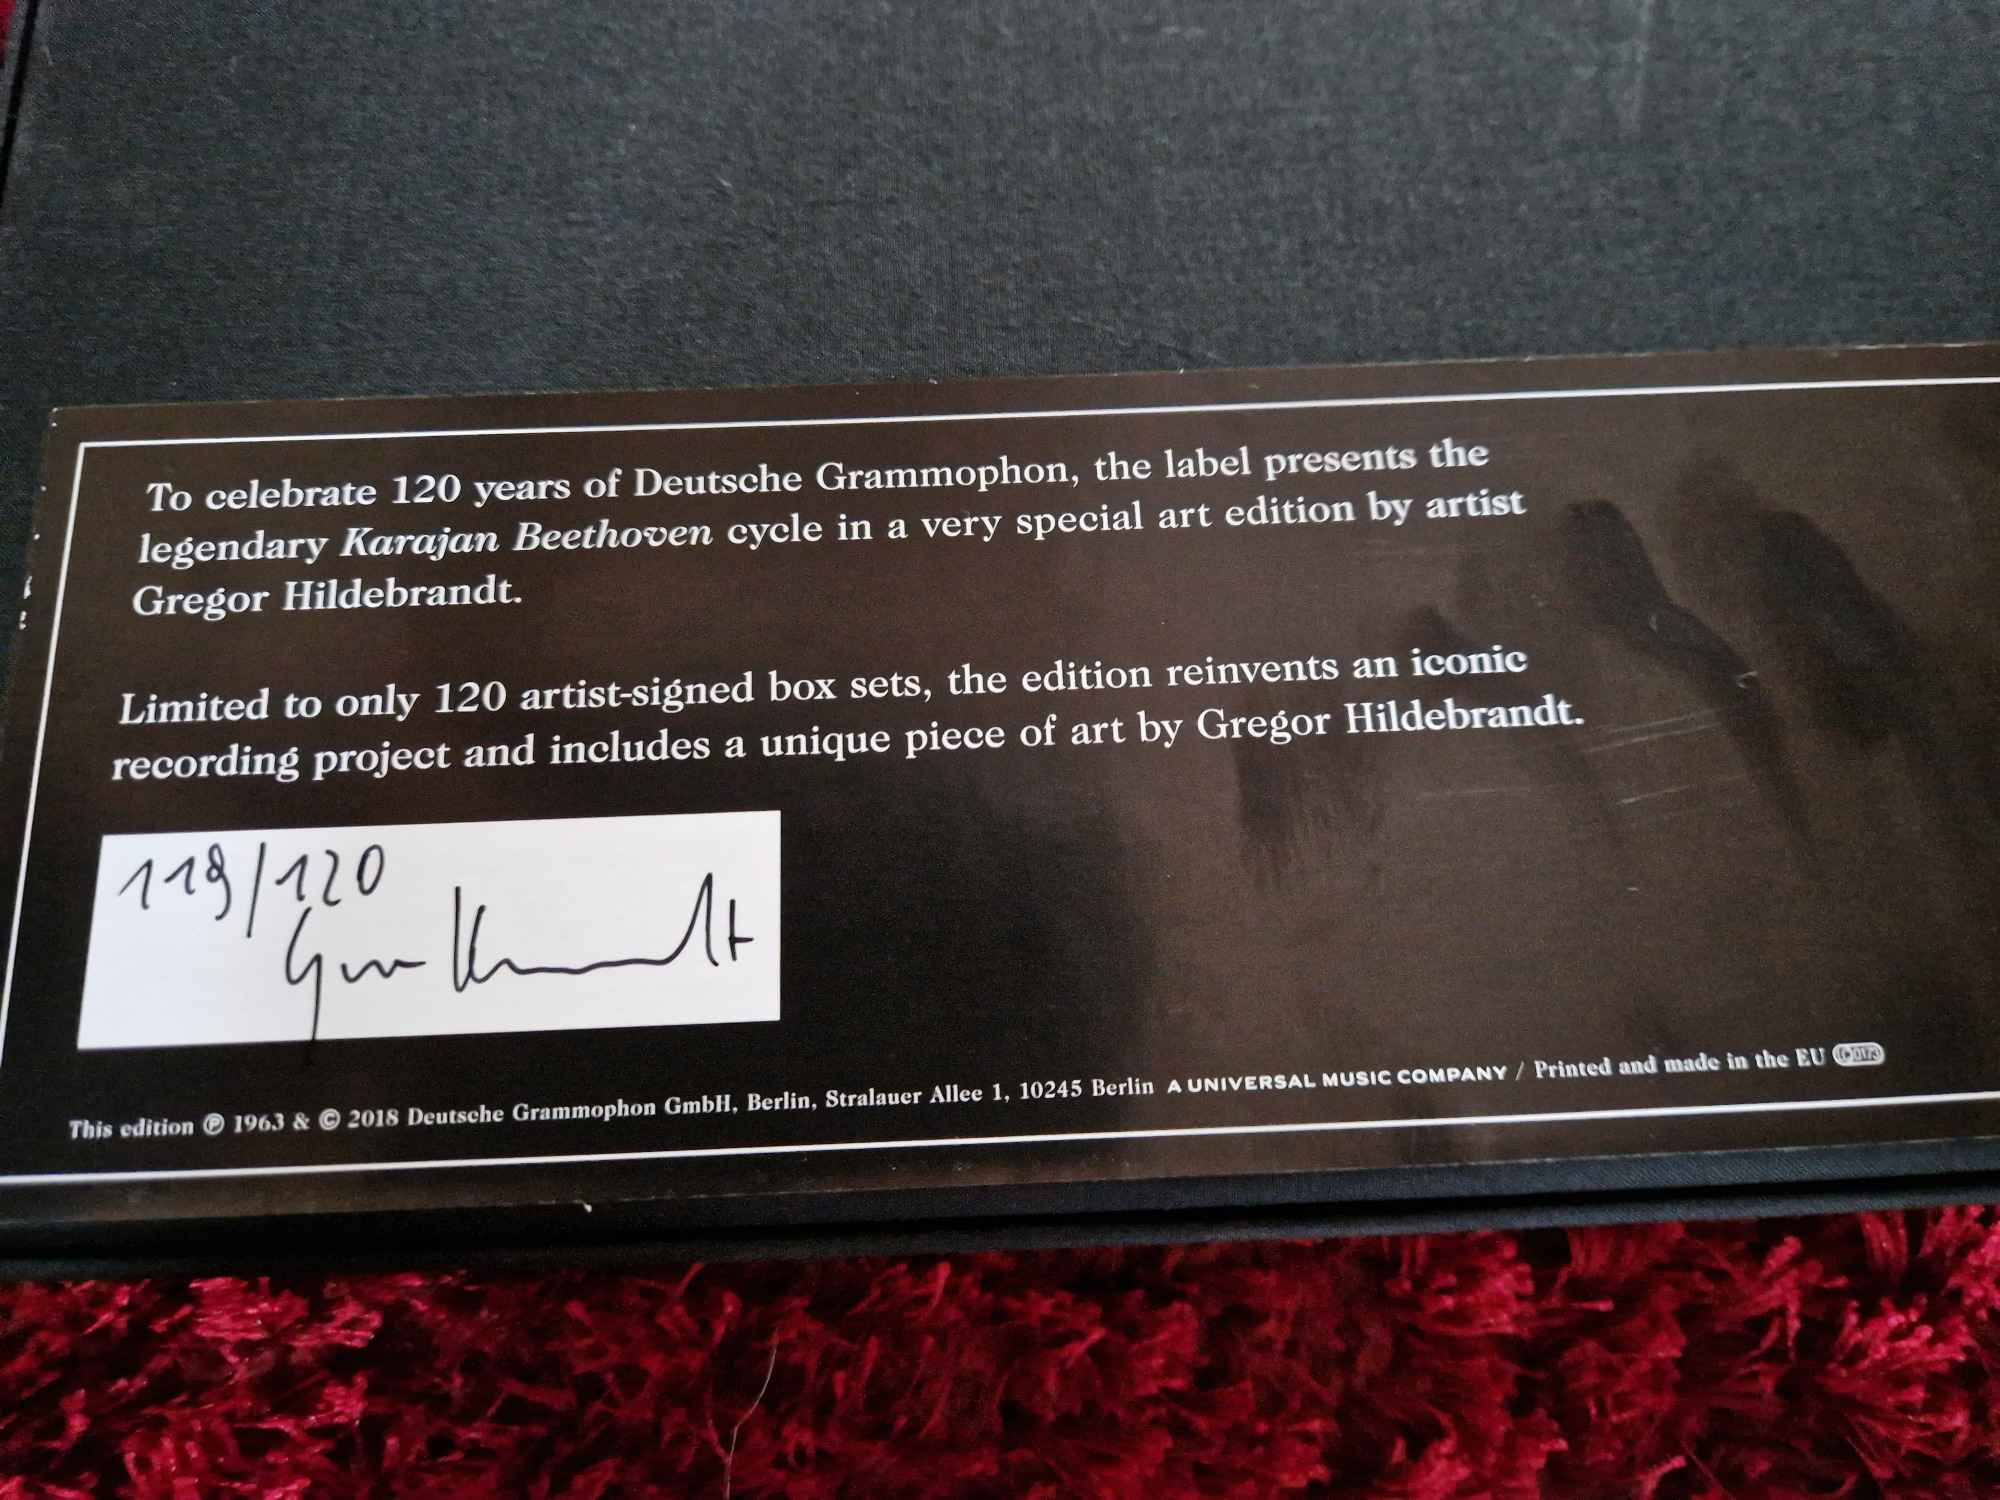 To celebrate 120 years of Deutsche Grammophon, the label presents the
legendary Karajan Beethoven cycle in a very special art edition by artist
Gregor Hildebrandt.
Limited to only 120 artist-signed box sets, the edition reinvents an iconic
recording project and includes a unique piece of art by Gregor Hildebrandt.
119/120
This edition ℗ 1963 & © 2018 Deutsche Grammophon GmbH, Berlin, Stralauer Allee 1, 10245 Berlin A UNIVERSAL MUSIC COMPANY / Printed and made in the EU LC 0173